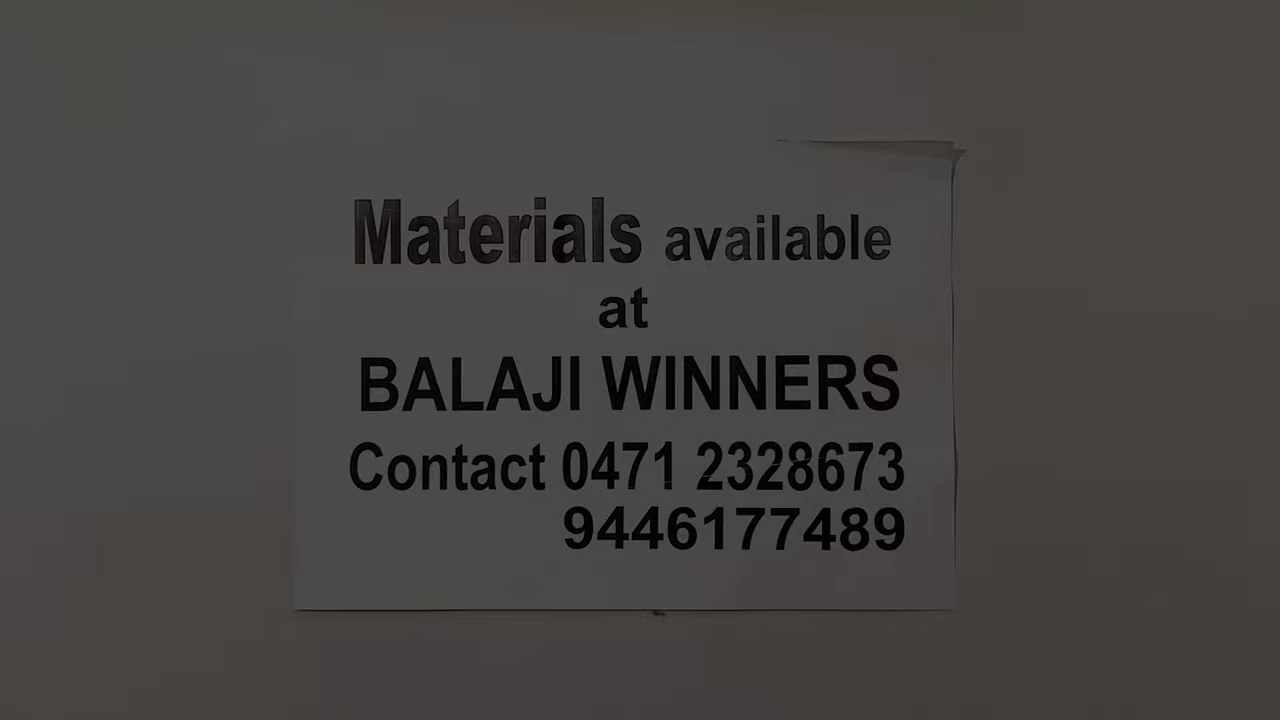 Materials available
at
BALAJI WINNERS
Contact 0471 2328673
9446177489